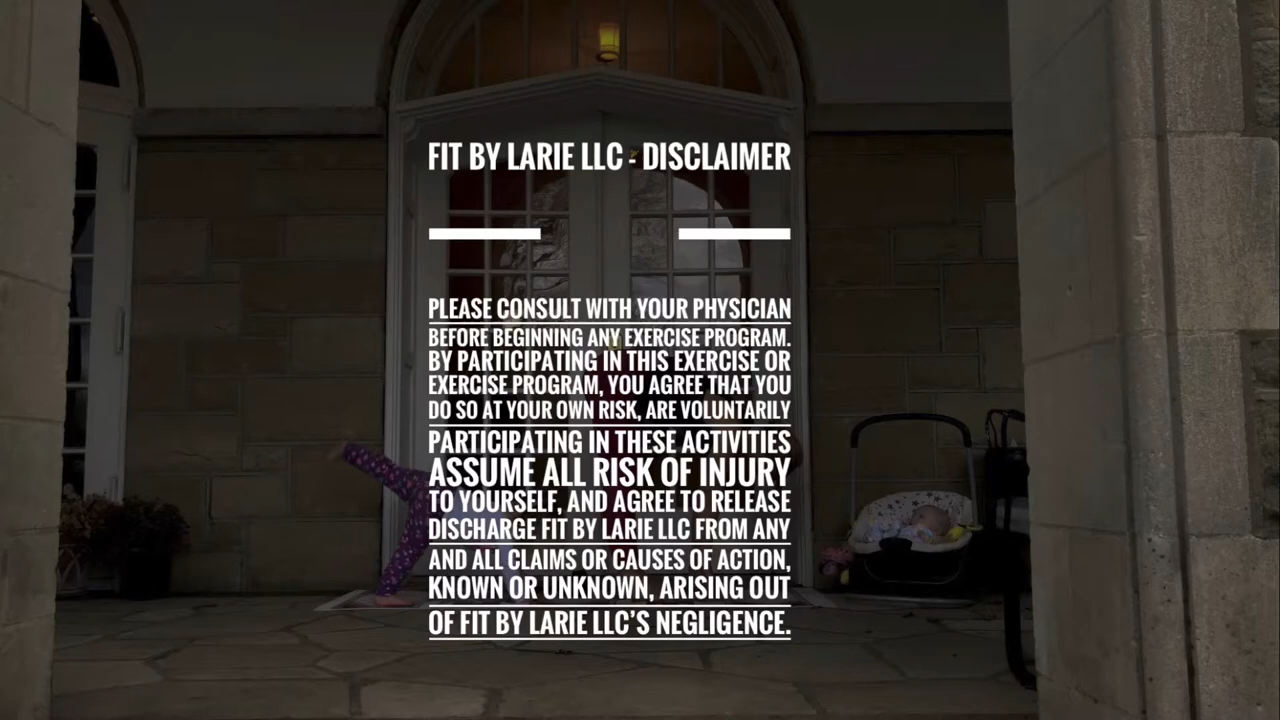 FIT BY LARIE LLC - DISCLAIMER
PLEASE CONSULT WITH YOUR PHYSICIAN
BEFORE BEGINNING ANY EXERCISE PROGRAM.
BY PARTICIPATING IN THIS EXERCISE OR
EXERCISE PROGRAM, YOU AGREE THAT YOU
DO SO AT YOUR OWN RISK, ARE VOLUNTARILY
PARTICIPATING IN THESE ACTIVITIES
ASSUME ALL RISK OF INJURY
TO YOURSELF, AND AGREE TO RELEASE
DISCHARGE FIT BY LARIE LLC FROM ANY
AND ALL CLAIMS OR CAUSES OF ACTION,
KNOWN OR UNKNOWN, ARISING OUT
OF FIT BY LARIE LLC’S NEGLIGENCE.